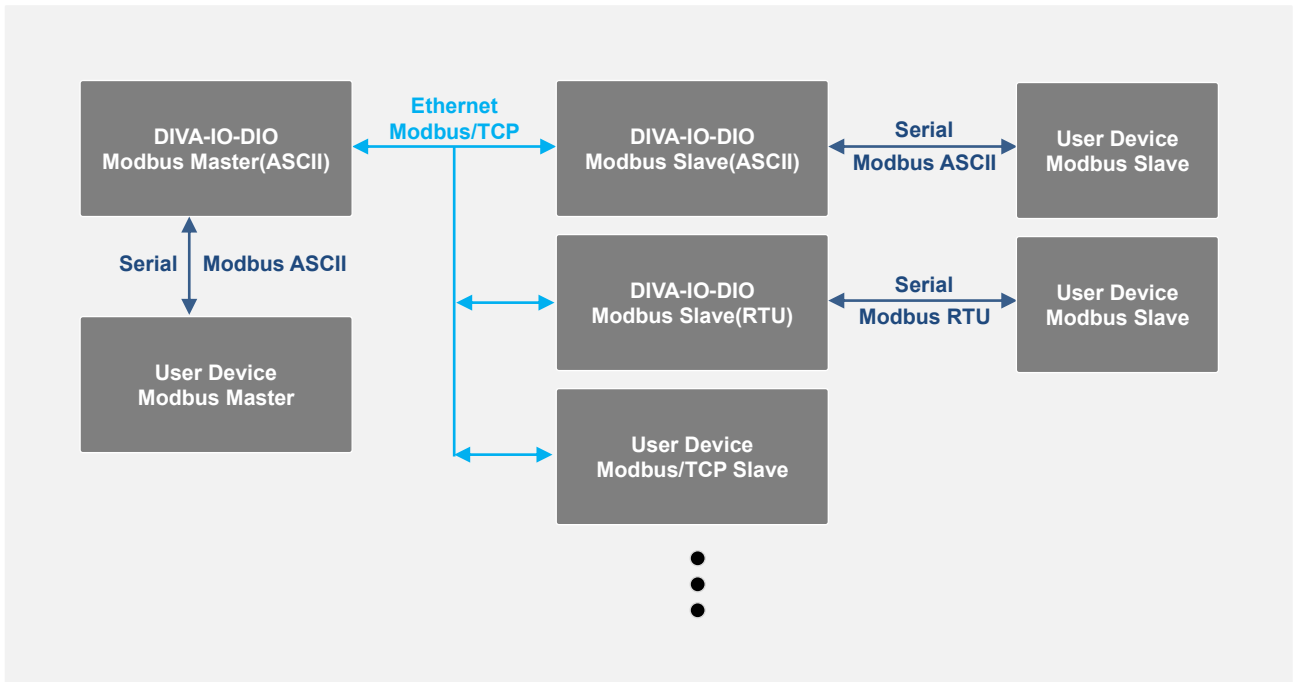 DIVA-IO-DIO
Modbus Master(ASCII)
Ethernet
Modbus/TCP
DIVA-IO-DIO
Modbus Slave(ASCII)
Serial
Modbus ASCII
User Device
Modbus Slave
Serial
Modbus ASCII
DIVA-IO-DIO
Modbus Slave(RTU)
Serial
Modbus RTU
User Device
Modbus Slave
User Device
Modbus Master
User Device
Modbus/TCP Slave